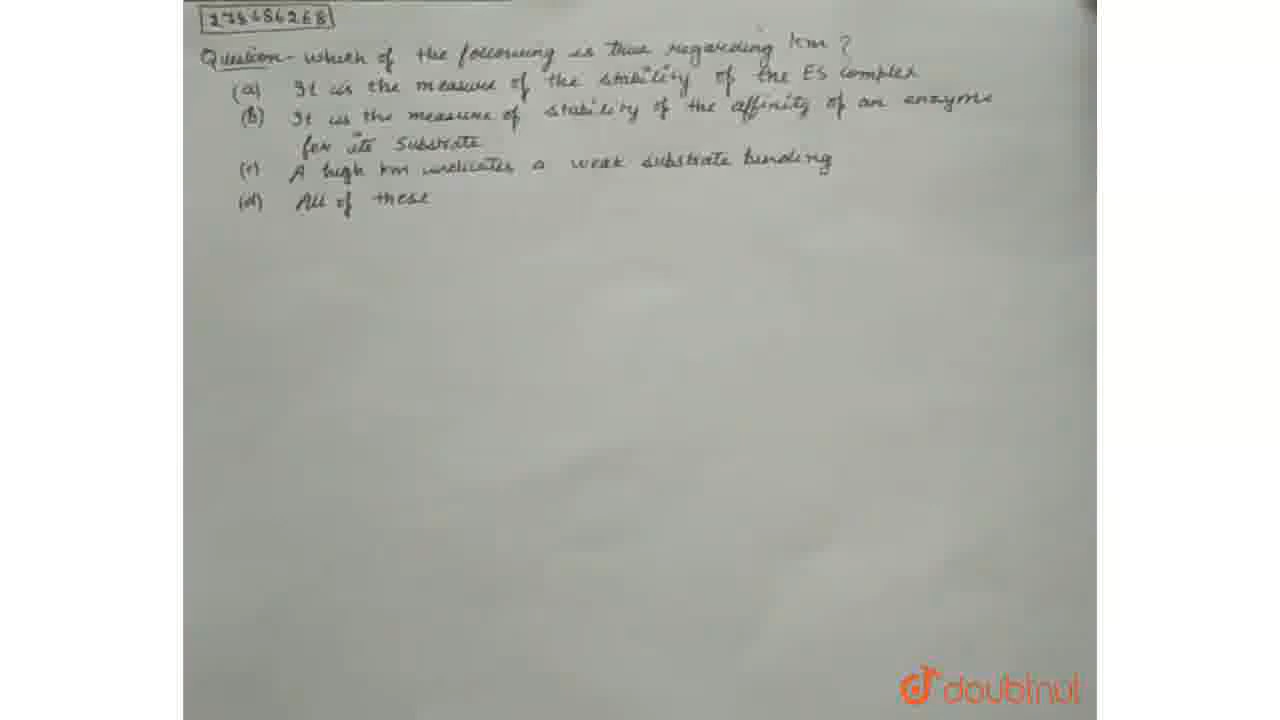 Question - Which of the following is true regarding km ?
(a) It is the measure of the stability of the ES complex
(b) It is the measure of stability of the affinity of an enzyme
for its substrate
(c) A high km indicates a weak substrate binding
(d) All of these
doubtnut